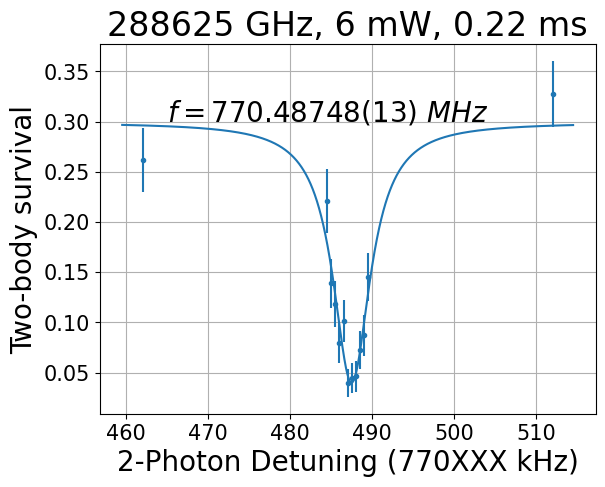 288625 GHz, 6 mW, 0.22 ms
f = 770.48748(13) MHz
Two-body survival
0.35
0.30
0.25
0.20
0.15
0.10
0.05
460 470 480 490 500 510
2-Photon Detuning (770XXX kHz)